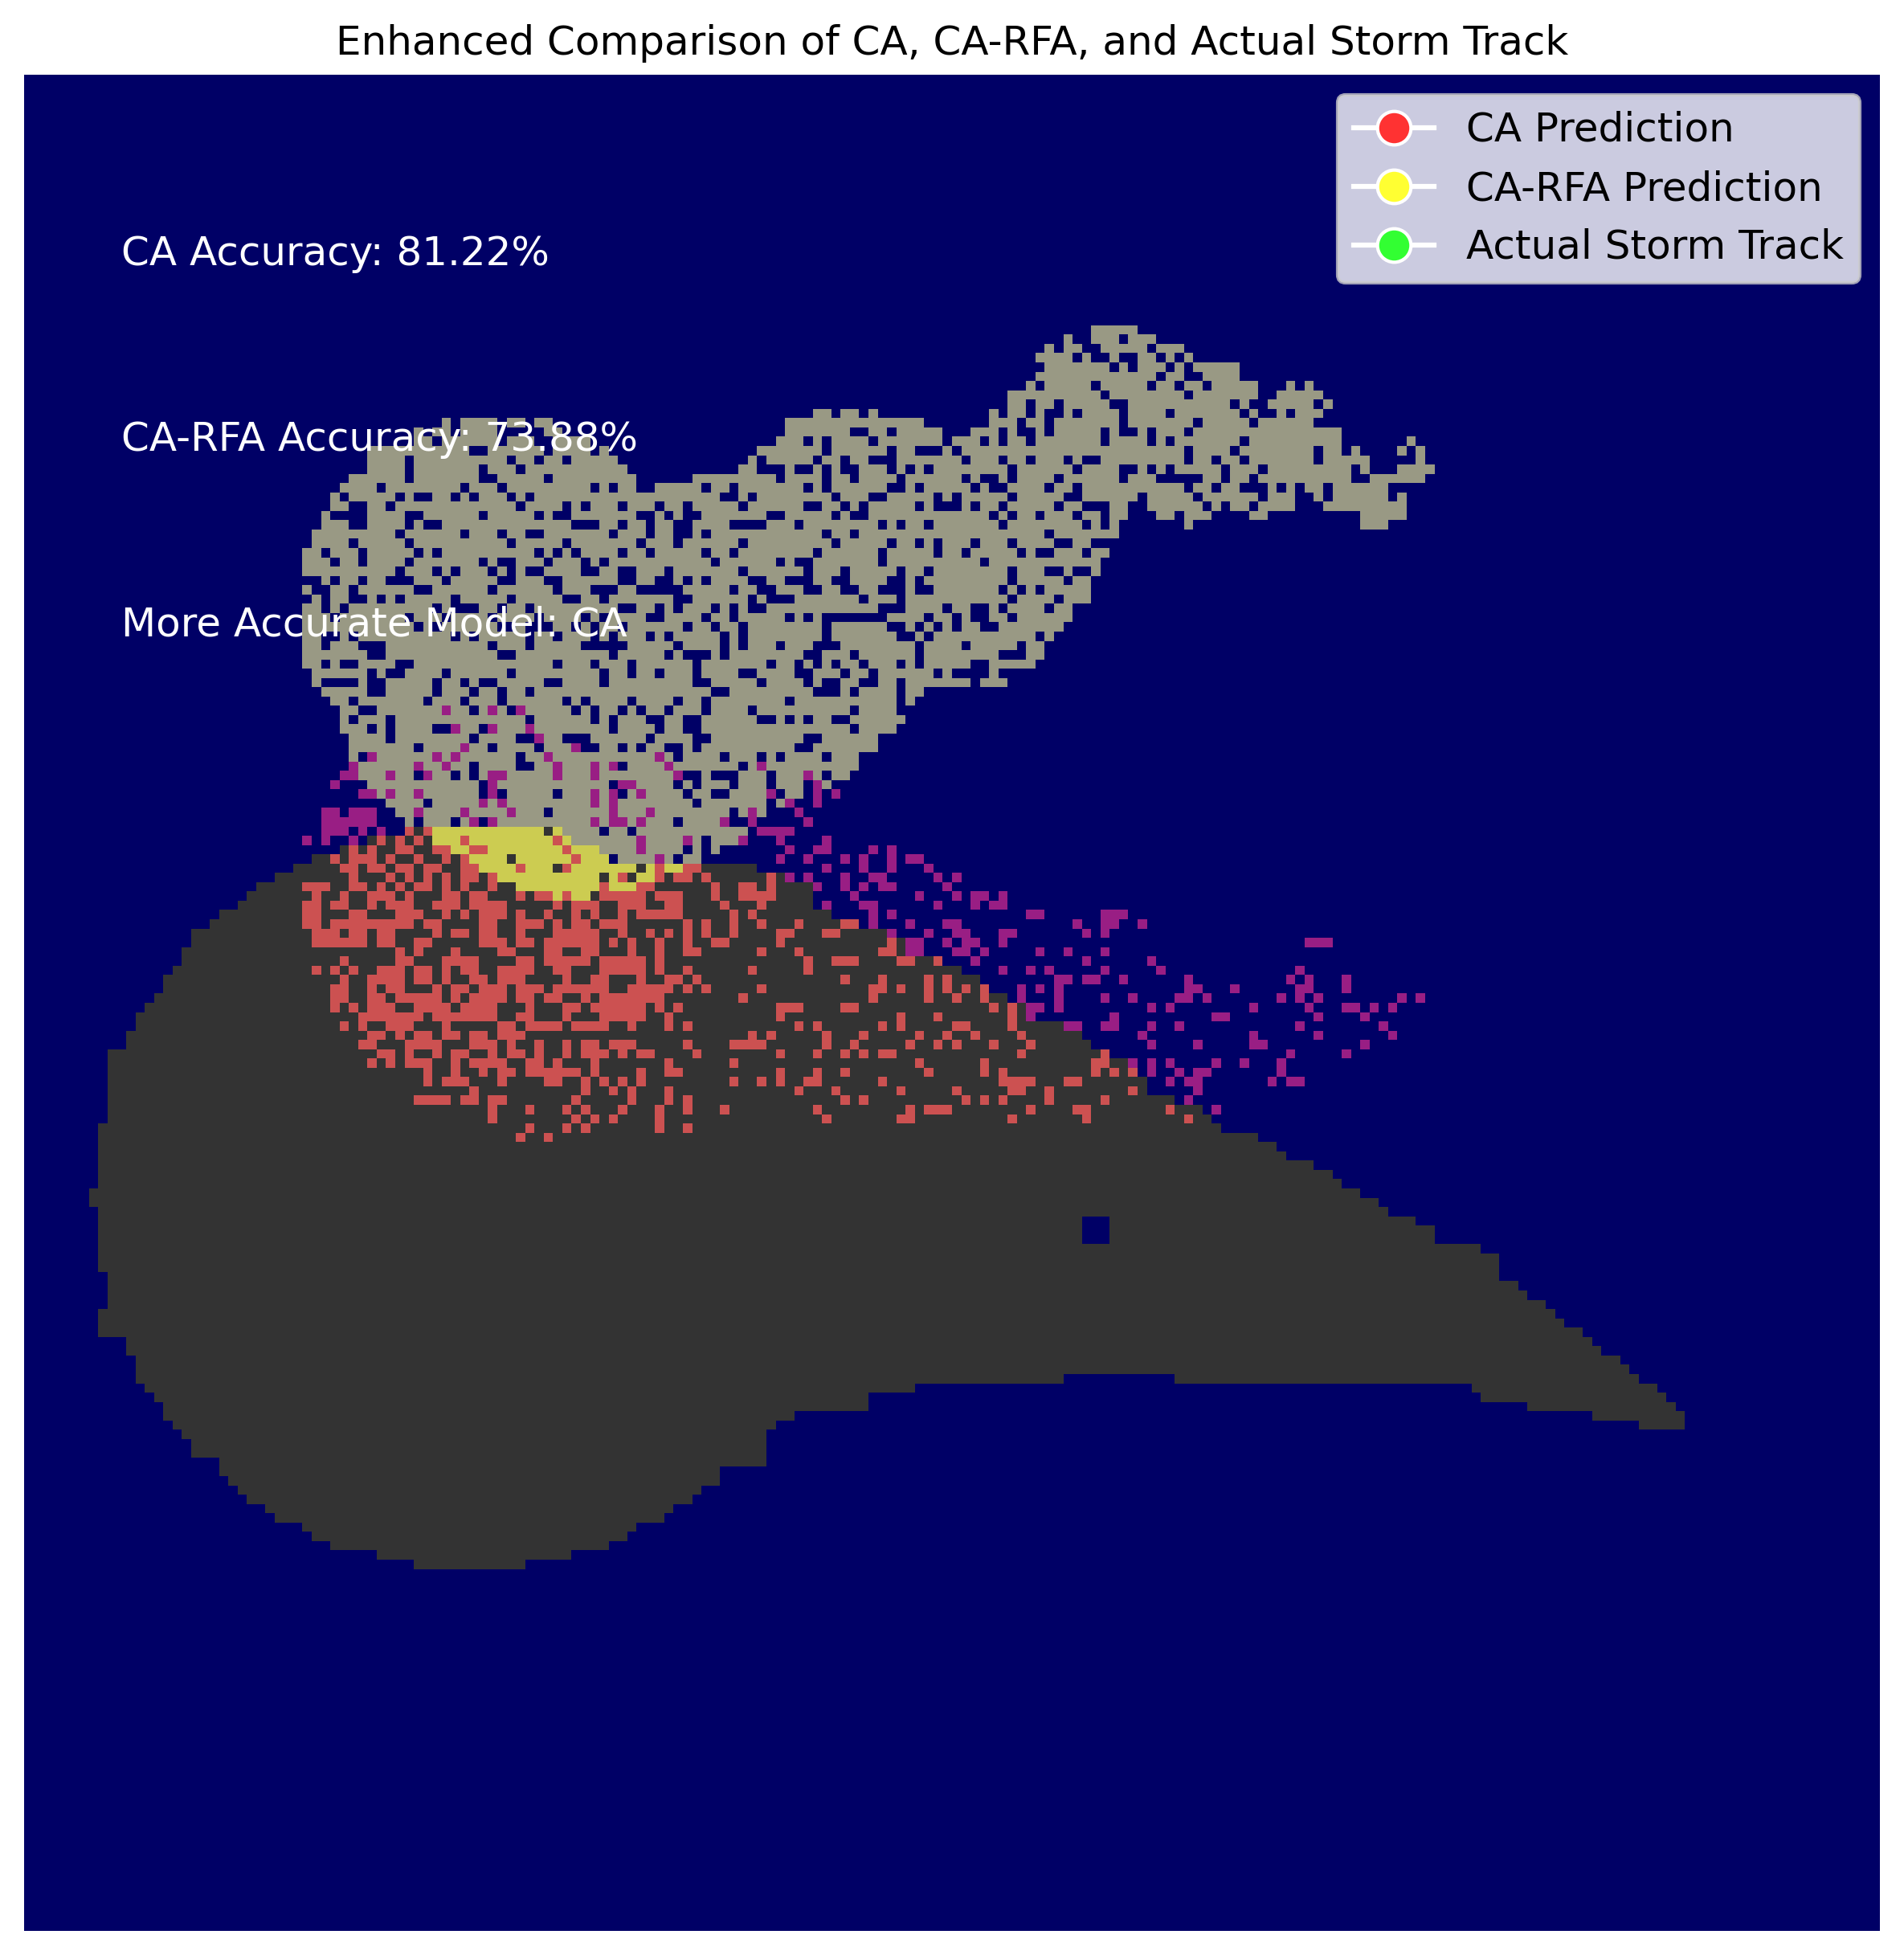 Enhanced Comparison of CA, CA-RFA, and Actual Storm Track
CA Prediction
CA-RFA Prediction
Actual Storm Track
CA Accuracy: 81.22%
CA-RFA Accuracy: 73.88%
More Accurate Model: CA